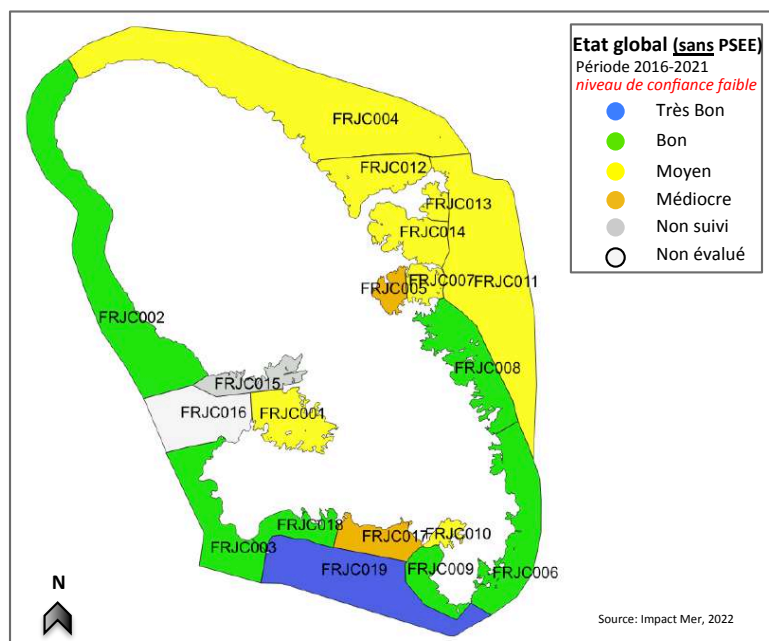 Etat global (sans PSEE)
Période 2016-2021
niveau de confiance faible
Très Bon
Bon
Moyen
Médiocre
Non suivi
Non évalué
FRJC004
FRJC012
FRJC013
FRJC014
FRJC007
FRJC011
FRJC005
FRJC002
FRJC008
FRJC015
FRJC016
FRJC001
FRJC018
FRJC017
FRJC010
FRJC003
FRJC019
FRJC009
FRJC006
N
Source: Impact Mer, 2022